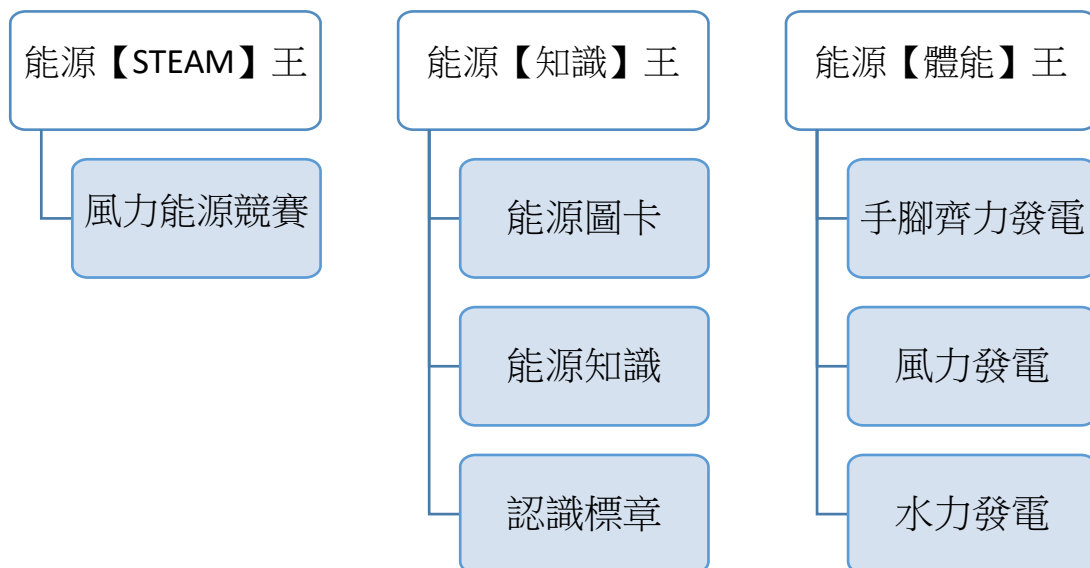 能源【STEAM】王
風力能源競賽
能源【知識】王
能源圖卡
能源知識
認識標章
能源【體能】王
手腳齊力發電
風力發電
水力發電